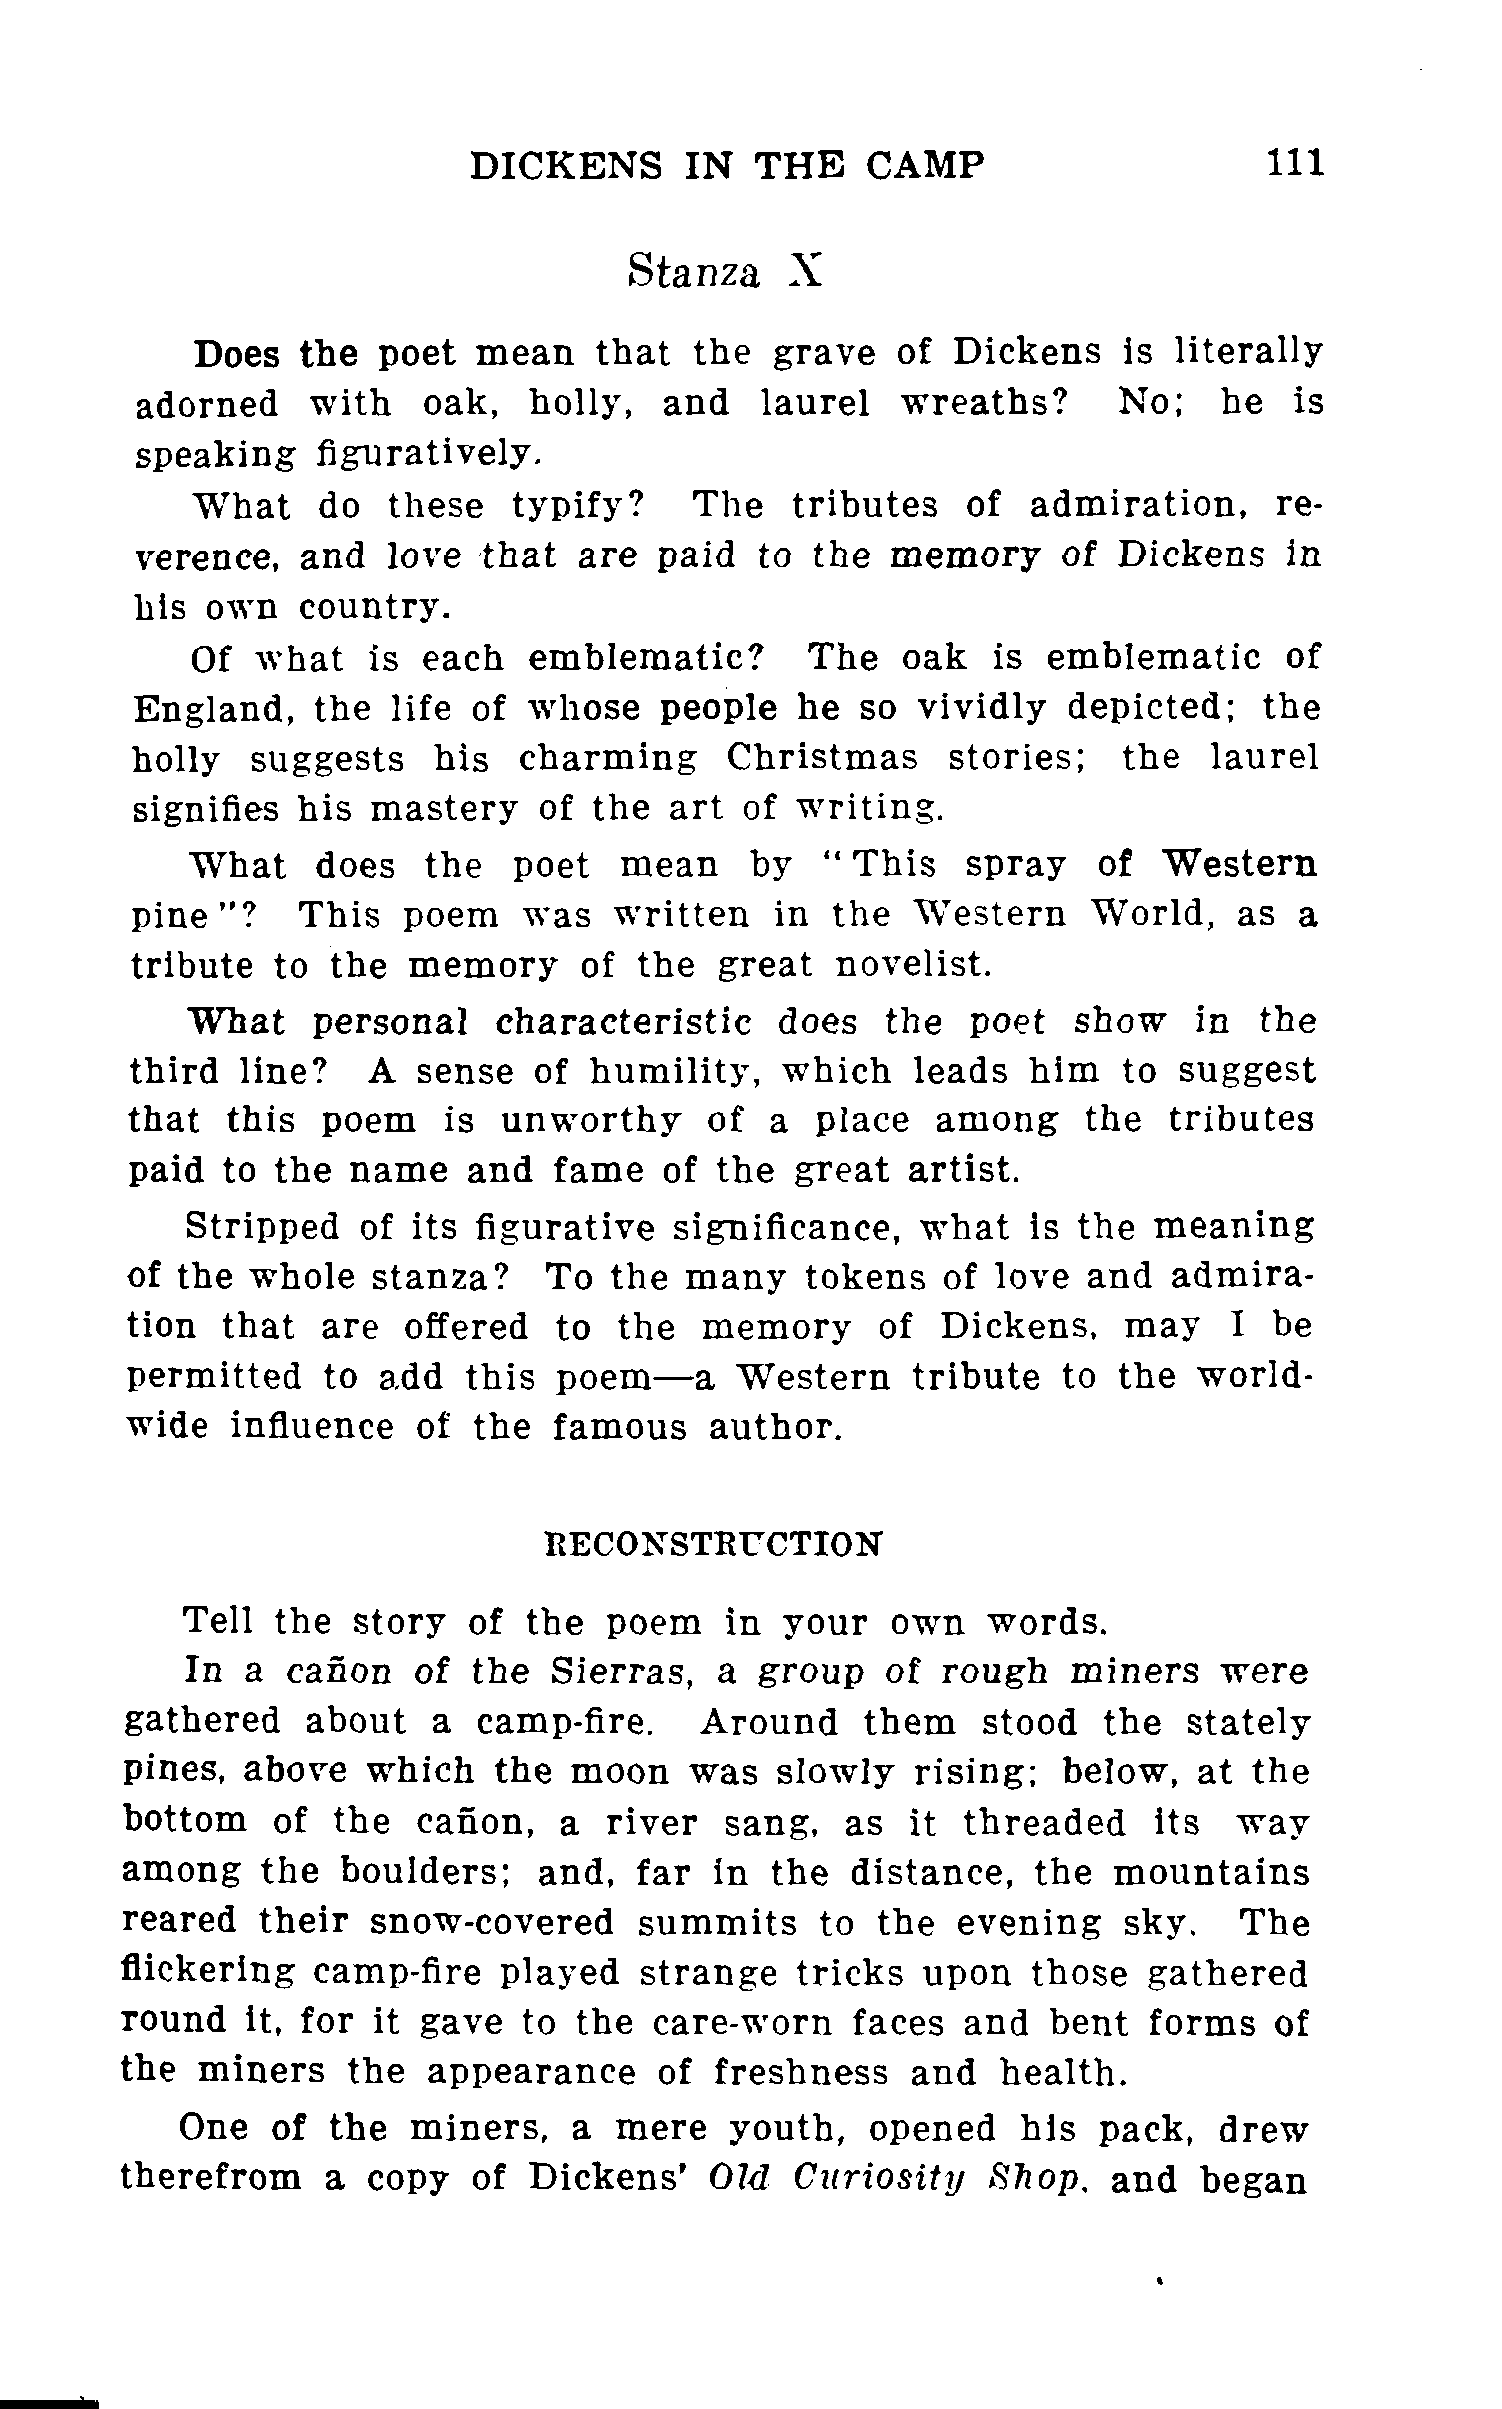 DICKENS IN THE CAMP 111
Stanza X
Does the poet mean that the grave of Dickens is literally
adorned with oak, holly, and laurel wreaths? No; he is
speaking figuratively.
What do these typify? The tributes of admiration, re-
verence, and love that are paid to the memory of Dickens in
his own country.
Of what is each emblematic? The oak is emblematic of
England, the life of whose people he so vividly depicted; the
holly suggests his charming Christmas stories; the laurel
signifies his mastery of the art of writing.
What does the poet mean by "This spray of Western
pine"? This poem was written in the Western World, as a
tribute to the memory of the great novelist.
What personal characteristic does the poet show in the
third line? A sense of humility, which leads him to suggest
that this poem is unworthy of a place among the tributes
paid to the name and fame of the great artist.
Stripped of its figurative significance, what is the meaning
of the whole stanza? To the many tokens of love and admira-
tion that are offered to the memory of Dickens, may I be
permitted to add this poem—a Western tribute to the world-
wide influence of the famous author.
RECONSTRUCTION
Tell the story of the poem in your own words.
In a cañon of the Sierras, a group of rough miners were
gathered about a camp-fire. Around them stood the stately
pines, above which the moon was slowly rising; below, at the
bottom of the cañon, a river sang, as it threaded its way
among the boulders; and, far in the distance, the mountains
reared their snow-covered summits to the evening sky. The
flickering camp-fire played strange tricks upon those gathered
round it, for it gave to the care-worn faces and bent forms of
the miners the appearance of freshness and health.
One of the miners, a mere youth, opened his pack, drew
therefrom a copy of Dickens' Old Curiosity Shop, and began